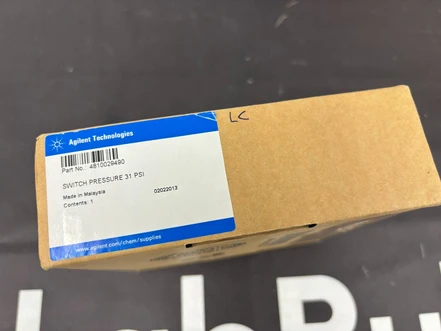 LC
Agilent Technologies
Part No.: 4810029490
SWITCH PRESSURE 31 PSI
Made in Malaysia
02022013
Contents: 1
www.agilent.com/chem/supplies